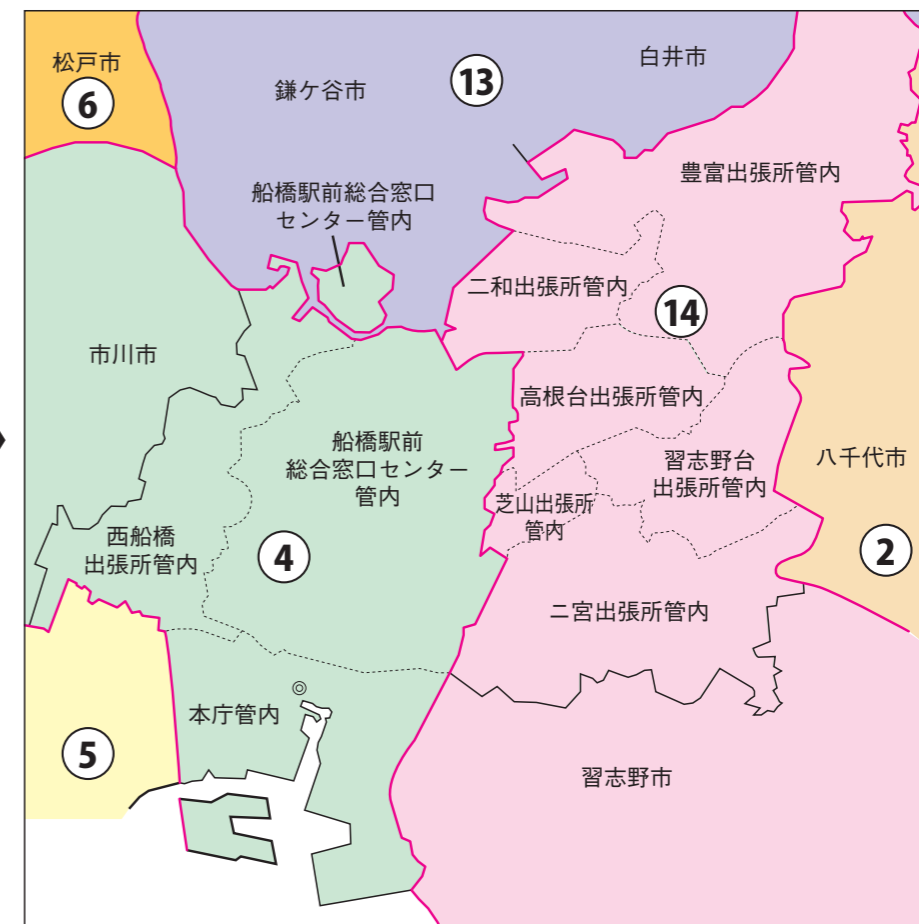 松戸市
6
鎌ケ谷市
13
白井市
豊富出張所管内
船橋駅前総合窓口
センター管内
二和出張所管内
14
市川市
高根台出張所管内
船橋駅前
総合窓口センター
管内
習志野台
出張所管内
八千代市
芝山出張所
管内
西船橋
出張所管内
4
2
二宮出張所管内
本庁管内
5
習志野市